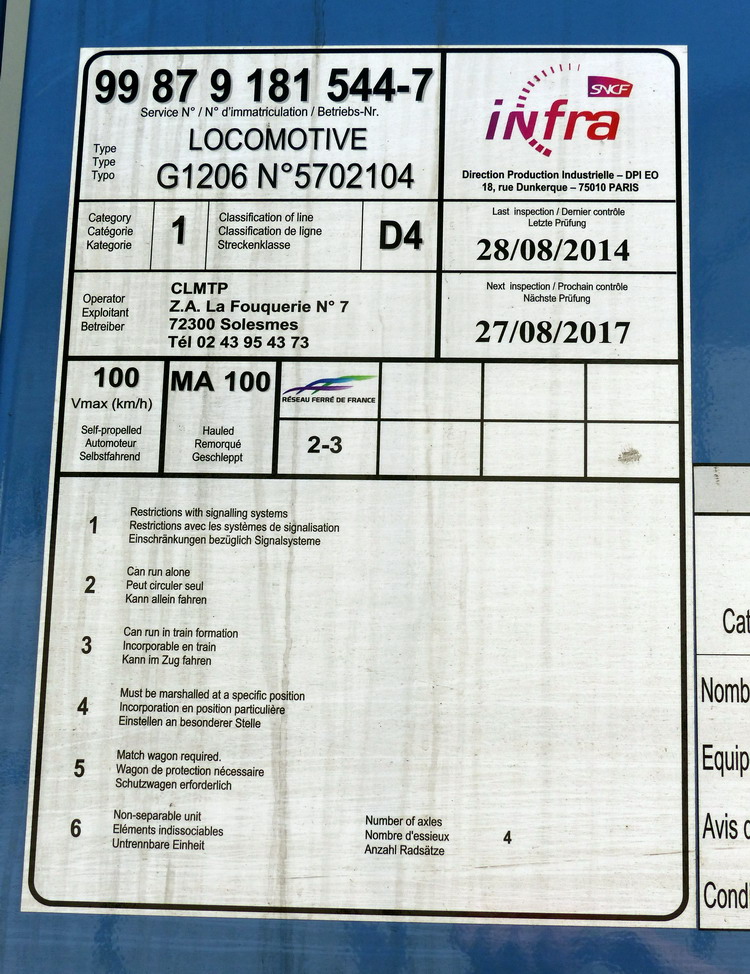 99 87 9 181 544-7
Service N° / N° d'immatriculation / Betriebs-Nr.
Type
Type
Typo
LOCOMOTIVE
G1206 N°5702104
SNCF
infra
Direction Production Industrielle – DPI EO
18, rue Dunkerque – 75010 PARIS
Category
Catégorie
Kategorie
1
Classification of line
Classification de ligne
Streckenklasse
D4
Last inspection / Dernier contrôle
Letzte Prüfung
28/08/2014
Operator
Exploitant
Betreiber
CLMTP
Z.A. La Fouquerie N° 7
72300 Solesmes
Tél 02 43 95 43 73
Next inspection / Prochain contrôle
Nächste Prüfung
27/08/2017
100
Vmax (km/h)
Self-propelled
Automoteur
Selbstfahrend
MA 100
Hauled
Remorqué
Geschleppt
RÉSEAU FERRÉ DE FRANCE
2-3
1
Restrictions with signalling systems
Restrictions avec les systèmes de signalisation
Einschränkungen bezüglich Signalsysteme
2
Can run alone
Peut circuler seul
Kann allein fahren
3
Can run in train formation
Incorporable en train
Kann im Zug fahren
4
Must be marshalled at a specific position
Incorporation en position particulière
Einstellen an besonderer Stelle
5
Match wagon required.
Wagon de protection nécessaire
Schutzwagen erforderlich
6
Non-separable unit
Eléments indissociables
Untrennbare Einheit
Number of axles
Nombre d'essieux
Anzahl Radsätze
4
Cat
Nomb
Equip
Avis
Cond